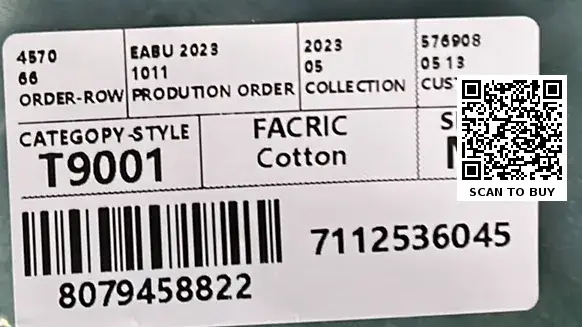 4570
66
ORDER-ROW
EABU 2023
1011
PRODUTION ORDER
2023
05
COLLECTION
576908
05 13
CATEGOPY-STYLE
T9001
FACRIC
Cotton
SCAN TO BUY
8079458822
7112536045